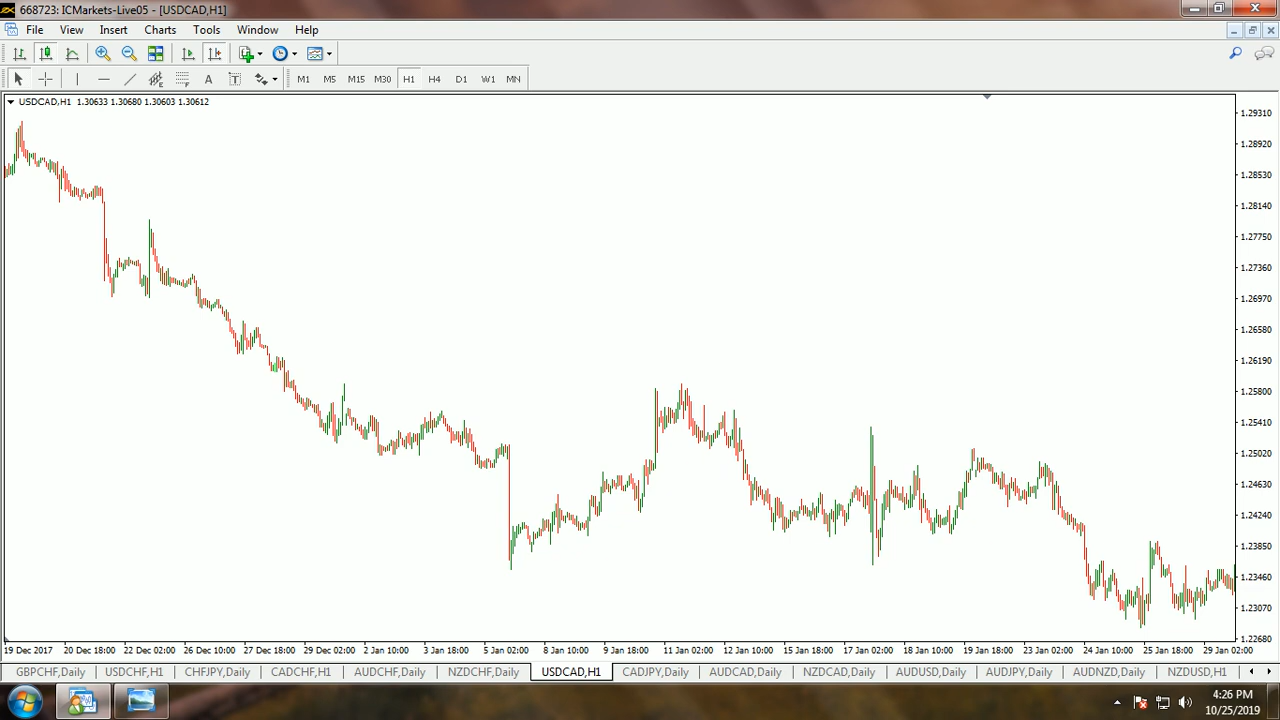 668723: ICMarkets-Live05 - [USDCAD,H1]
File View Insert Charts Tools Window Help
A T M1 M5 M15 M30 H1 H4 D1 W1 MN
USDCAD,H1 1.30633 1.30680 1.30603 1.30612
1.29310
1.28920
1.28530
1.28140
1.27750
1.27360
1.26970
1.26580
1.26190
1.25800
1.25410
1.25020
1.24630
1.24240
1.23850
1.23460
1.23070
1.22680
19 Dec 2017 20 Dec 18:00 22 Dec 02:00 26 Dec 10:00 27 Dec 18:00 29 Dec 02:00 2 Jan 10:00 3 Jan 18:00 5 Jan 02:00 8 Jan 10:00 9 Jan 18:00 11 Jan 02:00 12 Jan 10:00 15 Jan 18:00 17 Jan 02:00 18 Jan 10:00 19 Jan 18:00 23 Jan 02:00 24 Jan 10:00 25 Jan 18:00 29 Jan 02:00
GBPCHF,Daily USDCHF,H1 CHFJPY,Daily CADCHF,H1 AUDCHF,Daily NZDCHF,Daily USDCAD,H1 CADJPY,Daily AUDCAD,Daily NZDCAD,Daily AUDUSD,Daily AUDJPY,Daily AUDNZD,Daily NZDUSD,H1
4:26 PM
10/25/2019